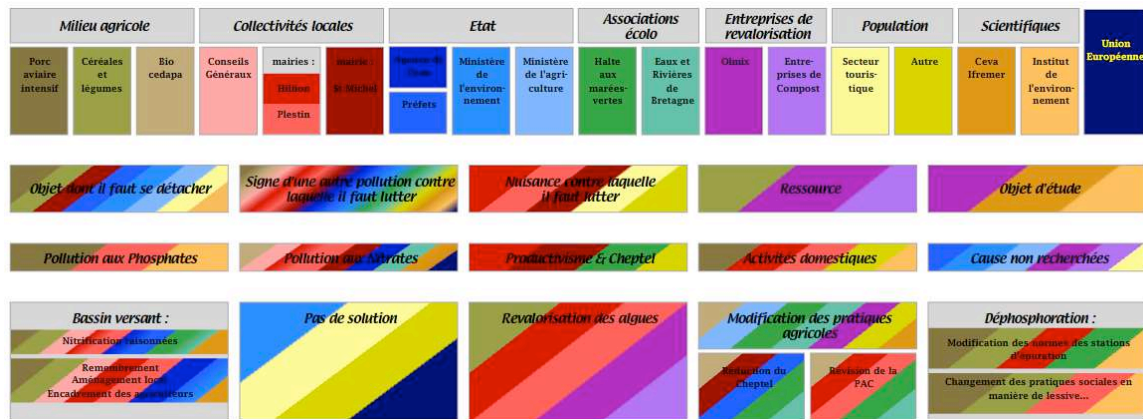 Milieu agricole
Collectivités locales
Etat
Associations
écolo
Entreprises de
revalorisation
Population
Scientifiques
Union
Européenne
Porc
aviaire
intensif
Céréales
et
légumes
Bio
cedapa
Conseils
Généraux
mairies :
Hillion
Plestin
mairie :
St Michel
Préfets
Ministère
de
l'environ-
nement
Ministère
de l'agri-
culture
Halte
aux
marées-
vertes
Eaux et
Rivières
de
Bretagne
Olmix
Entre-
prises de
Compost
Secteur
touris-
tique
Autre
Ceva
Ifremer
Institut
de
l'environ-
nement
Objet dont il faut se détacher
Signe d'une autre pollution contre
laquelle il faut lutter
Nuisance contre laquelle
il faut lutter
Ressource
Objet d'étude
Pollution aux Phosphates
Pollution aux Nitrates
Productivisme & Cheptel
Activités domestiques
Cause non recherchées
Bassin versant :
Nitrification raisonnées
Remembrement
Aménagement local
Encadrement des agriculteurs
Pas de solution
Revalorisation des algues
Modification des pratiques
agricoles
Réduction du
Cheptel
Révision de la
PAC
Déphosphoration :
Modification des normes des stations
d'épuration
Changement des pratiques sociales en
manière de lessive...